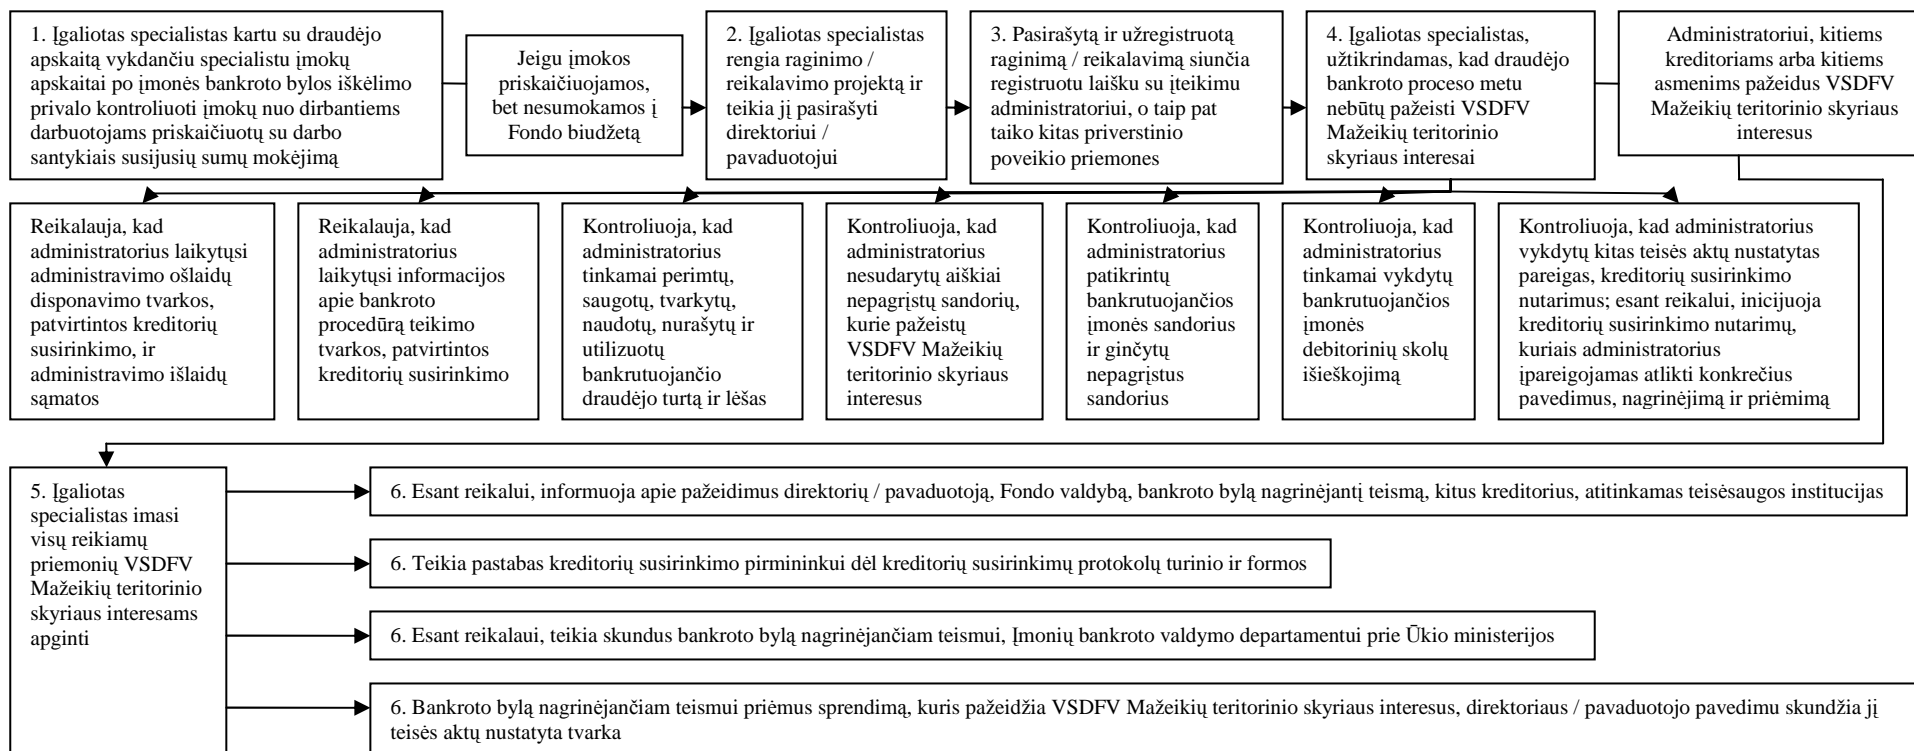 1. Įgaliotas specialistas kartu su draudėjo
apskaitą vykdančiu specialistu įmokų
apskaitai po įmonės bankroto bylos iškėlimo
privalo kontroliuoti įmokų nuo dirbantiems
darbuotojams priskaičiuotų su darbo
santykiais susijusių sumų mokėjimą
Jeigu įmokos
priskaičiuojamos,
bet nesumokamos į
Fondo biudžetą
2. Įgaliotas specialistas
rengia raginimo /
reikalavimo projektą ir
teikia jį pasirašyti
direktoriui /
pavaduotojui
3. Pasirašytą ir užregistruotą
raginimą / reikalavimą siunčia
registruotu laišku su įteikimu
administratoriui, o taip pat
taiko kitas priverstinio
poveikio priemones
4. Įgaliotas specialistas,
užtikrindamas, kad draudėjo
bankroto proceso metu
nebūtų pažeisti VSDFV
Mažeikių teritorinio
skyriaus interesai
Administratoriui, kitiems
kreditoriams arba kitiems
asmenims pažeidus VSDFV
Mažeikių teritorinio skyriaus
interesus
Reikalauja, kad
administratorius laikytųsi
administravimo ošlaidų
disponavimo tvarkos,
patvirtintos kreditorių
susirinkimo, ir
administravimo išlaidų
sąmatos
Reikalauja, kad
administratorius
laikytųsi informacijos
apie bankroto
procedūrą teikimo
tvarkos, patvirtintos
kreditorių susirinkimo
Kontroliuoja, kad
administratorius
tinkamai perimtų,
saugotų, tvarkytų,
naudotų, nurašytų ir
utilizuotų
bankrutuojančio
draudėjo turtą ir lėšas
Kontroliuoja, kad
administratorius
nesudarytų aiškiai
nepagrįstų sandorių,
kurie pažeistų
VSDFV Mažeikių
teritorinio skyriaus
interesus
Kontroliuoja, kad
administratorius
patikrintų
bankrutuojančios
įmonės sandorius
ir ginčytų
nepagrįstus
sandorius
Kontroliuoja, kad
administratorius
tinkamai vykdytų
bankrutuojančios
įmonės
debitorinių skolų
išieškojimą
Kontroliuoja, kad administratorius
vykdytų kitas teisės aktų nustatytas
pareigas, kreditorių susirinkimo
nutarimus; esant reikalui, inicijuoja
kreditorių susirinkimo nutarimų,
kuriais administratorius
įpareigojamas atlikti konkrečius
pavedimus, nagrinėjimą ir priėmimą
5. Įgaliotas
specialistas imasi
visų reikiamų
priemonių VSDFV
Mažeikių teritorinio
skyriaus interesams
apginti
6. Esant reikalui, informuoja apie pažeidimus direktorių / pavaduotoją, Fondo valdybą, bankroto bylą nagrinėjantį teismą, kitus kreditorius, atitinkamas teisėsaugos institucijas
6. Teikia pastabas kreditorių susirinkimo pirmininkui dėl kreditorių susirinkimų protokolų turinio ir formos
6. Esant reikalaui, teikia skundus bankroto bylą nagrinėjančiam teismui, Įmonių bankroto valdymo departamentui prie Ūkio ministerijos
6. Bankroto bylą nagrinėjančiam teismui priėmus sprendimą, kuris pažeidžia VSDFV Mažeikių teritorinio skyriaus interesus, direktoriaus / pavaduotojo pavedimu skundžia jį
teisės aktų nustatyta tvarka